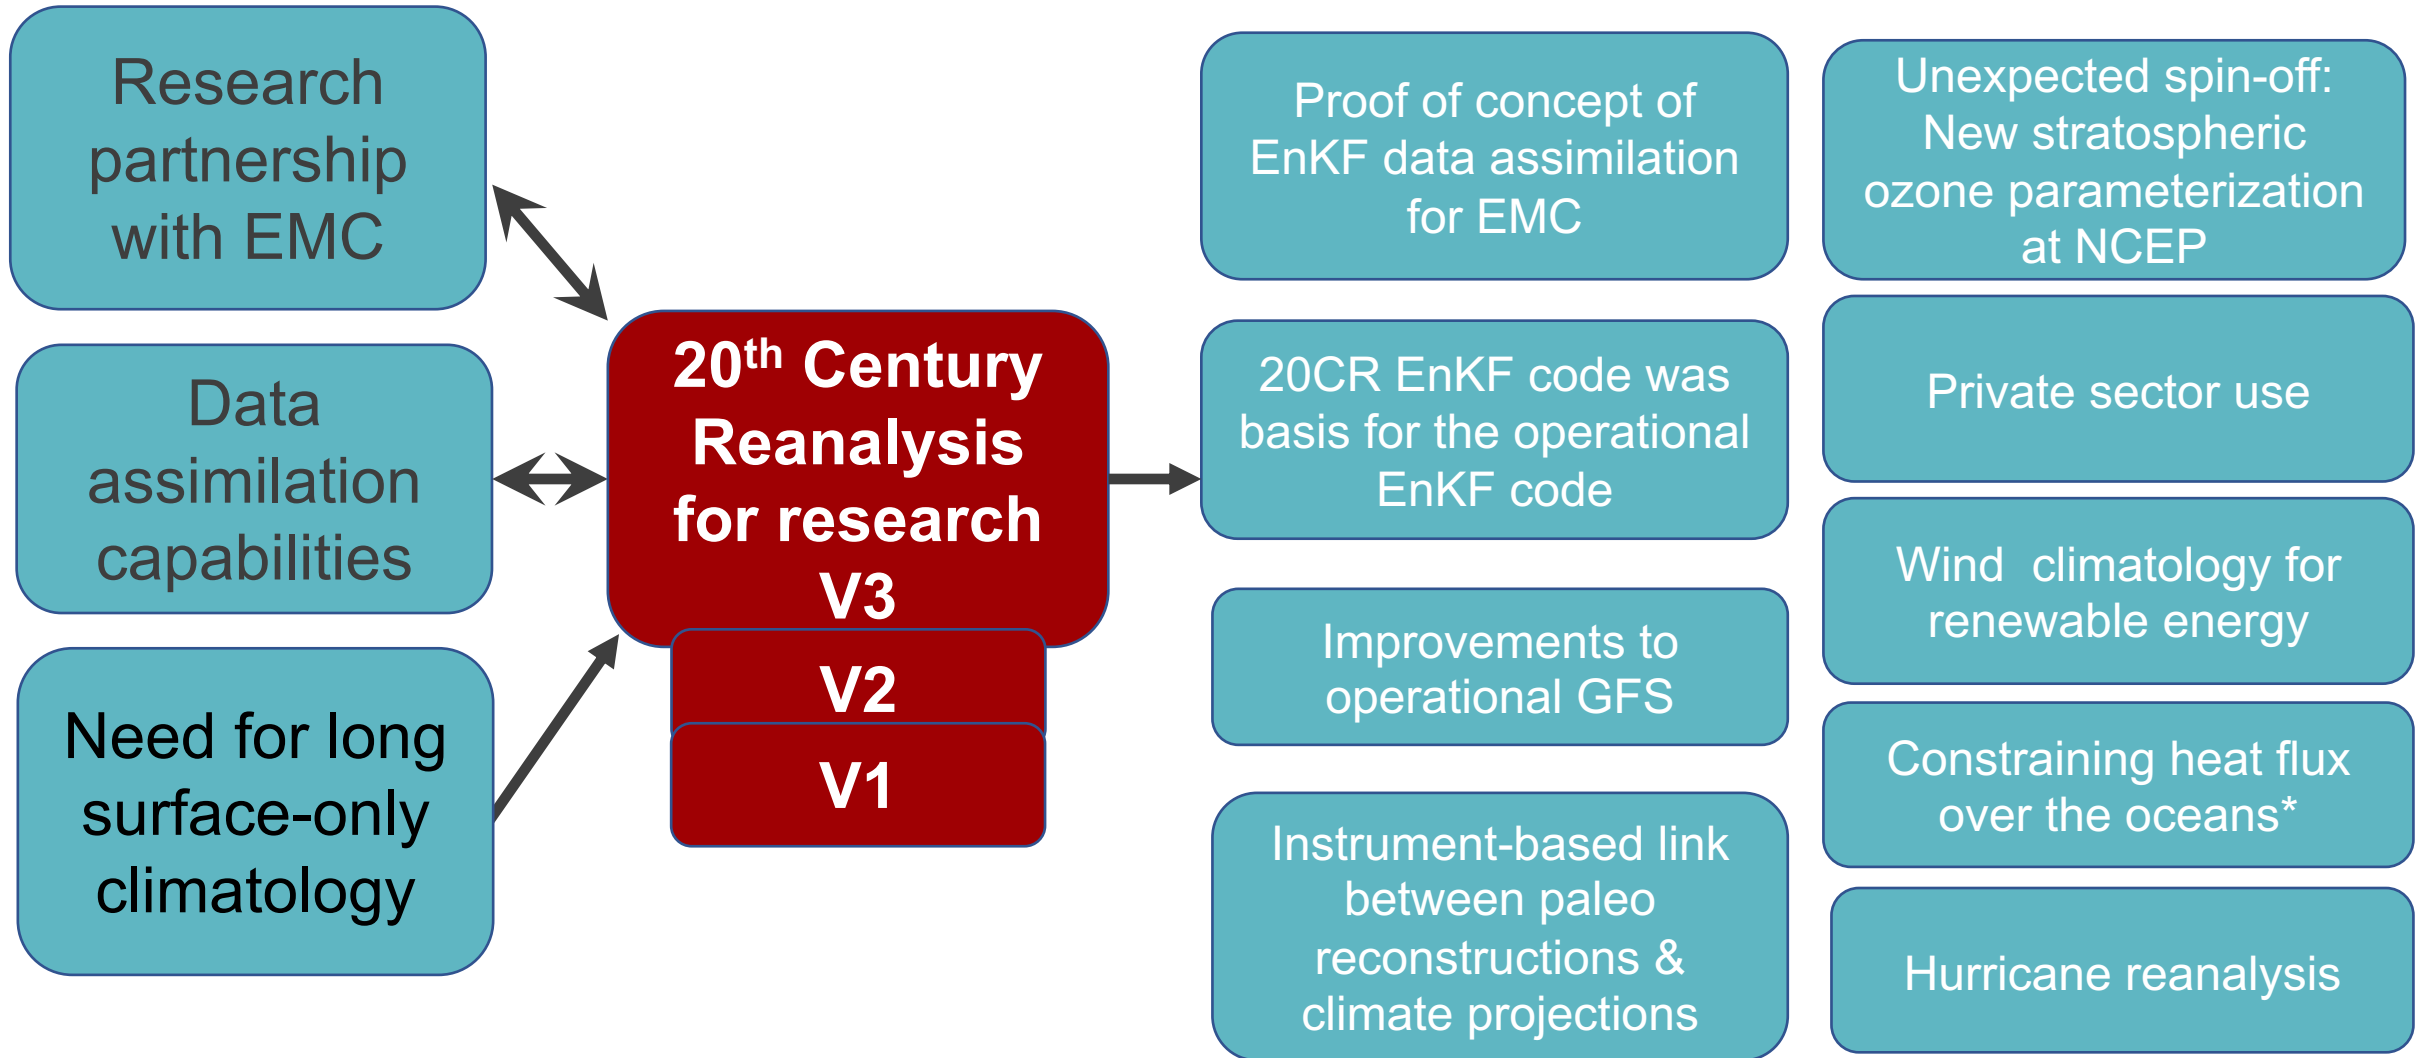 Research
partnership
with EMC
Data
assimilation
capabilities
Need for long
surface-only
climatology
20th Century
Reanalysis
for research
V3
V2
V1
Proof of concept of
EnKF data assimilation
for EMC
20CR EnKF code was
basis for the operational
EnKF code
Improvements to
operational GFS
Instrument-based link
between paleo
reconstructions &
climate projections
Unexpected spin-off:
New stratospheric
ozone parameterization
at NCEP
Private sector use
Wind climatology for
renewable energy
Constraining heat flux
over the oceans*
Hurricane reanalysis